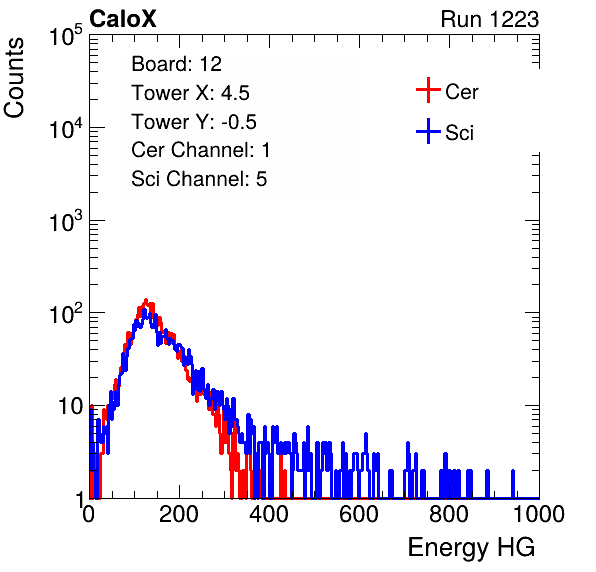 CaloX Run 1223
Counts
10^5
10^4
10^3
10^2
10
1
Board: 12
Tower X: 4.5
Tower Y: -0.5
Cer Channel: 1
Sci Channel: 5
Cer
Sci
0 200 400 600 800 1000
Energy HG